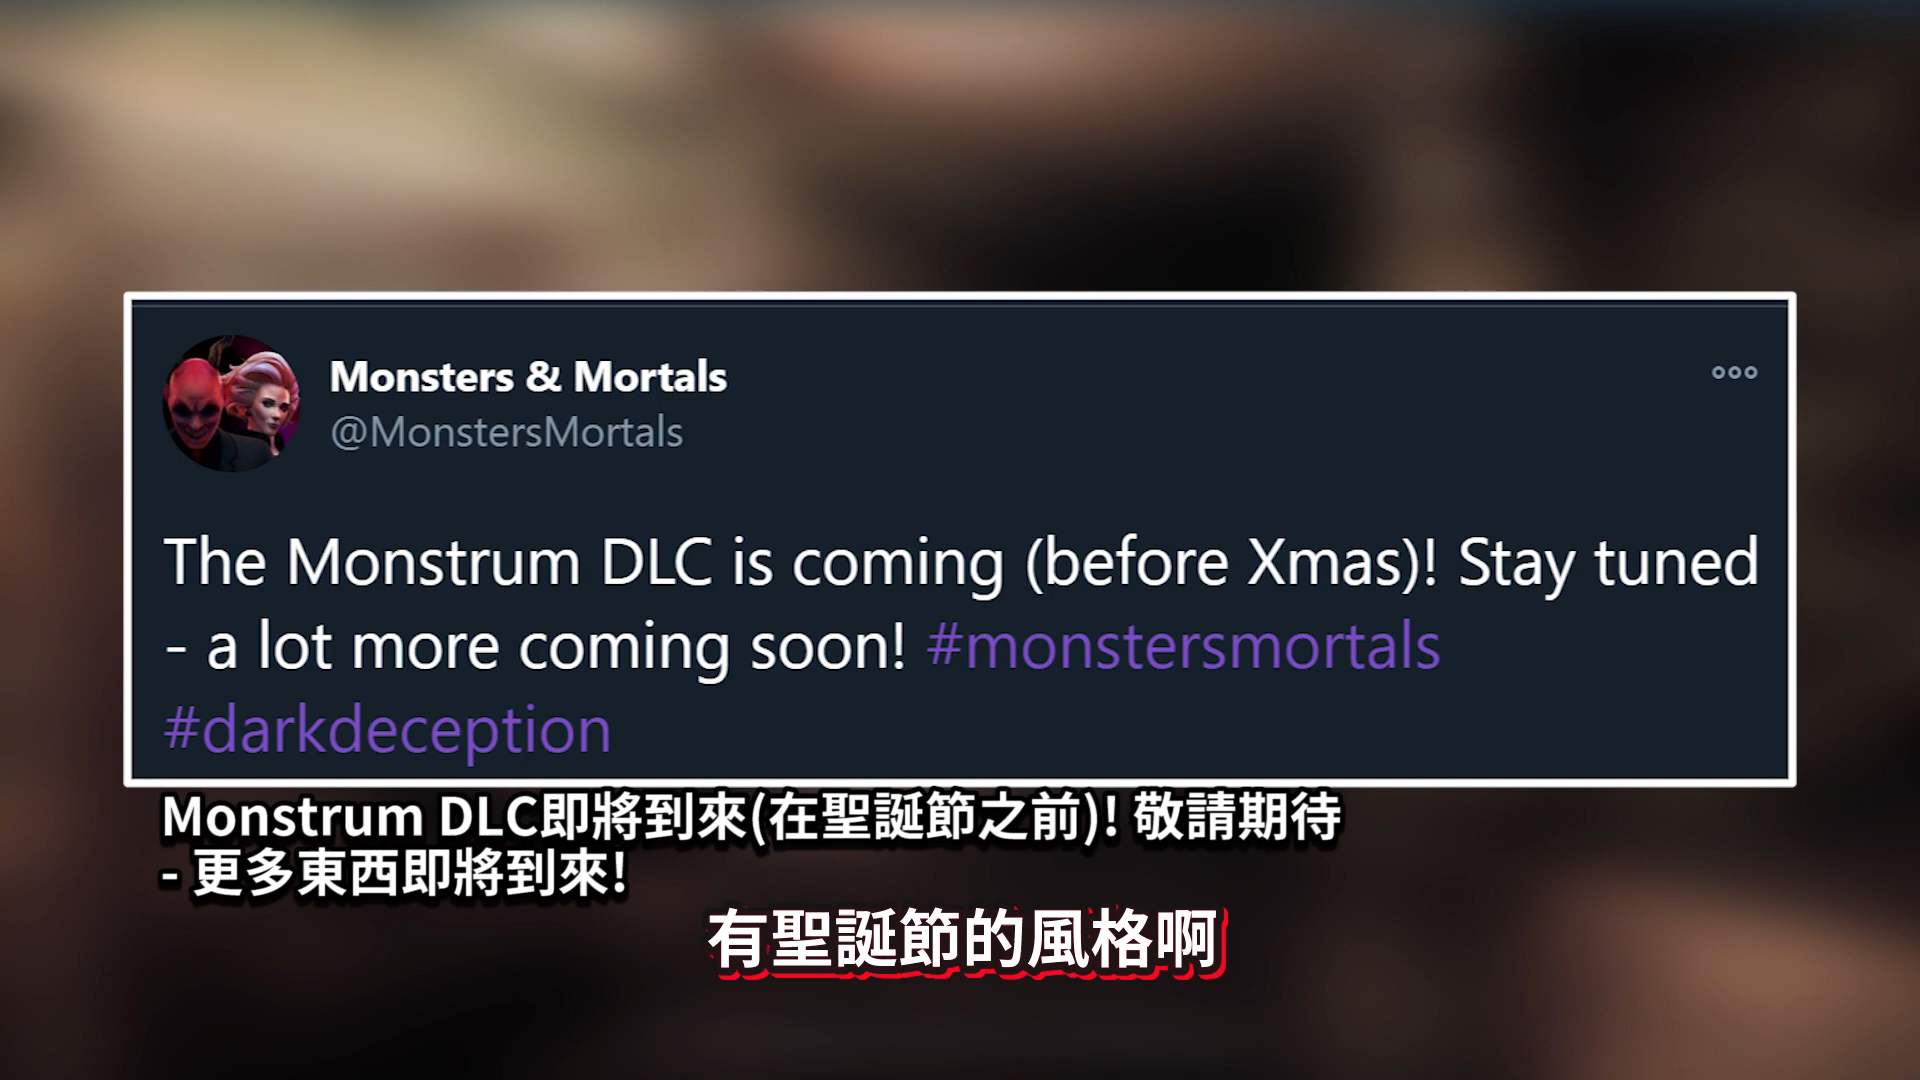 Monsters & Mortals
@MonstersMortals
The Monstrum DLC is coming (before Xmas)! Stay tuned
- a lot more coming soon! #monstersmortals
#darkdeception
Monstrum DLC即將到來(在聖誕節之前)! 敬請期待
- 更多東西即將到來!
有聖誕節的風格啊